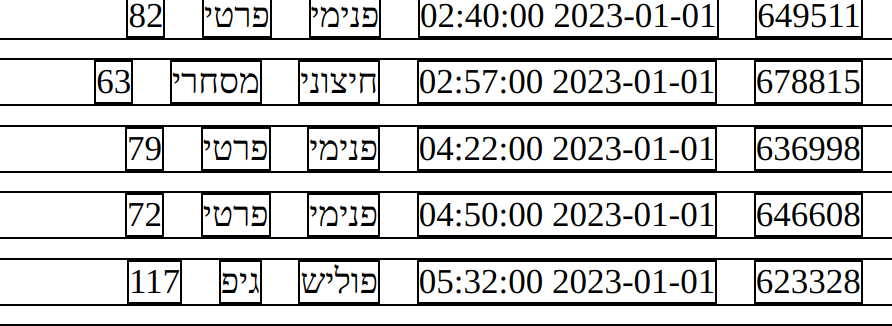 649511 2023-01-01 02:40:00 פנימי פרטי 82
678815 2023-01-01 02:57:00 חיצוני מסחרי 63
636998 2023-01-01 04:22:00 פנימי פרטי 79
646608 2023-01-01 04:50:00 פנימי פרטי 72
623328 2023-01-01 05:32:00 פוליש גיפ 117